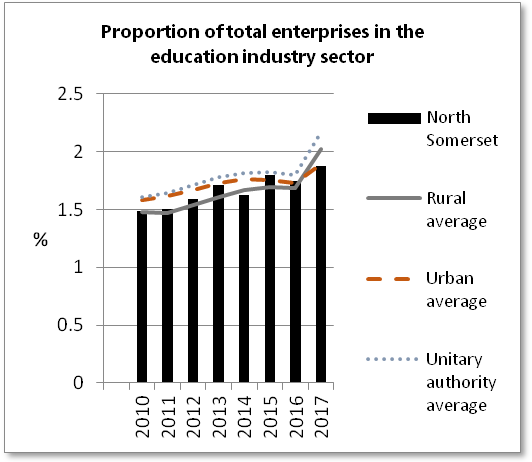 Proportion of total enterprises in the
education industry sector
2.5
2
1.5
1
0.5
0
%
2010
2011
2012
2013
2014
2015
2016
2017
North
Somerset
Rural
average
Urban
average
Unitary
authority
average